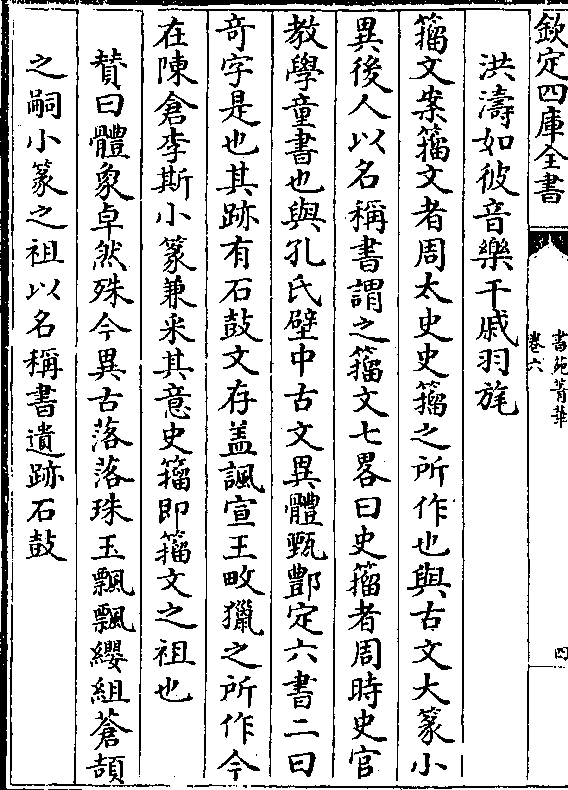 欽定四庫全書
書苑菁華
卷六
四
洪濤如彼音樂干戚羽旄
籀文案籀文者周太史史籀之所作也與古文大篆小
異後人以名稱書謂之籀文七畧曰史籀者周時史官
教學童書也與孔氏壁中古文異體甄酆定六書二曰
竒字是也其跡有石鼓文存盖諷宣王畋獵之所作今
在陳倉李斯小篆兼采其意史籀即籀文之祖也
賛曰體象卓然殊今異古落落珠玉飄飄纓組蒼頡
之嗣小篆之祖以名稱書遺跡石鼓